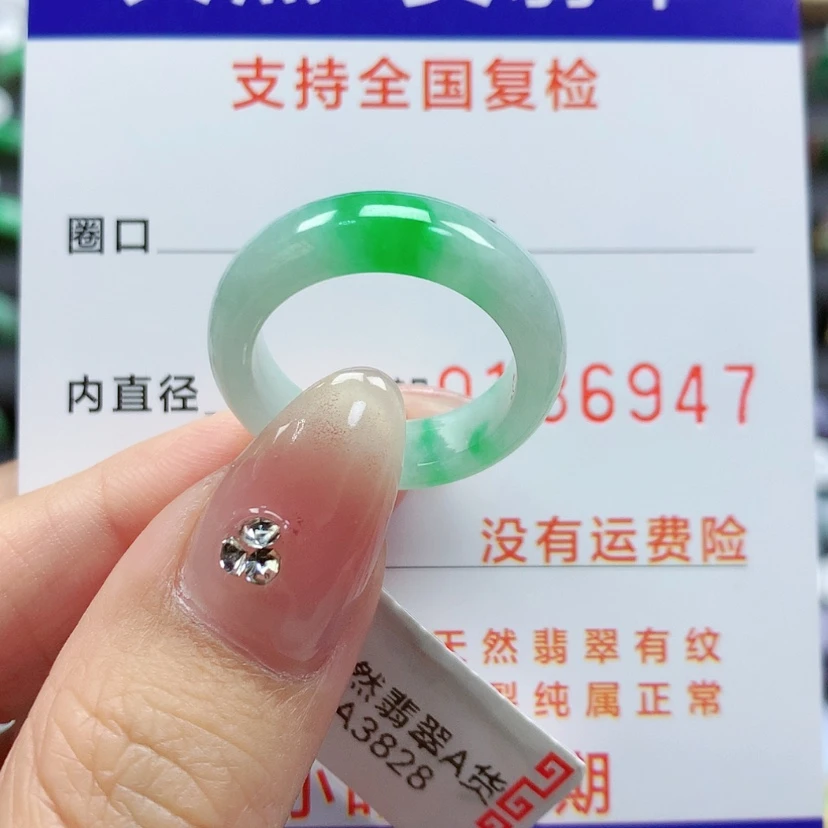 支持全国复检
圈口
内直径
36947
没有运费险
天然翡翠有纹
纯属正常
期
然翡翠A货
A3828